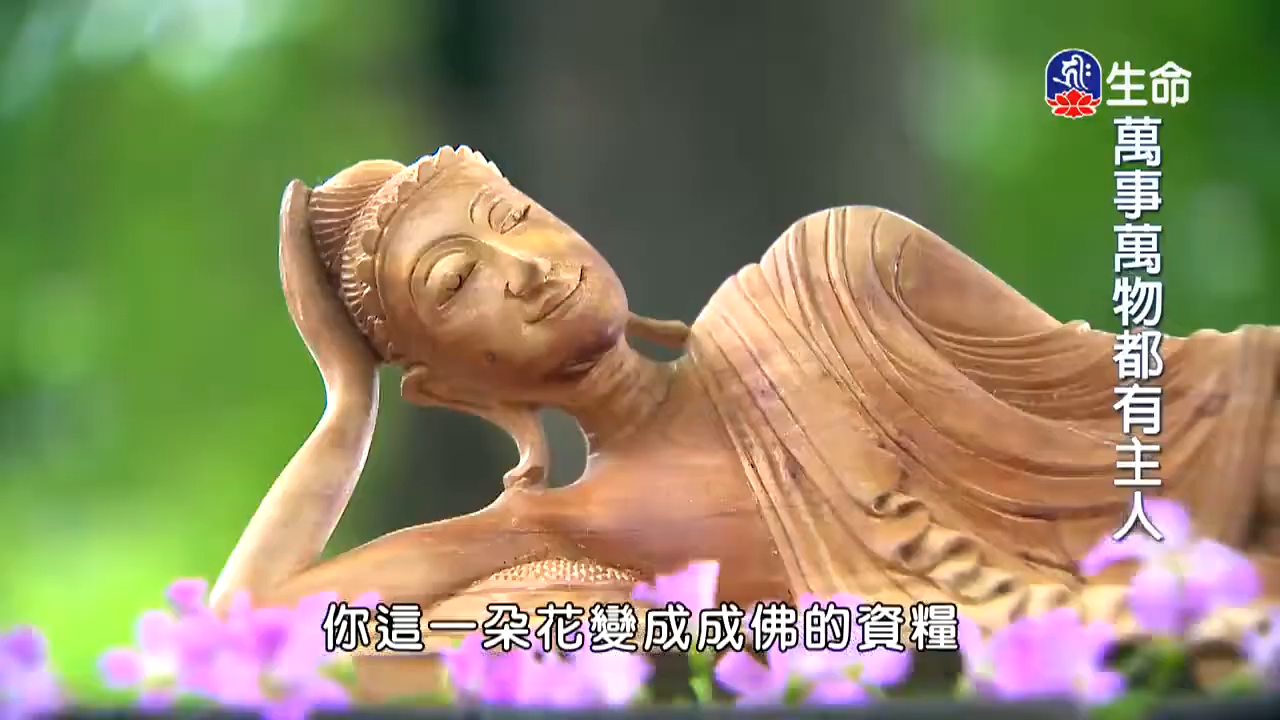 生命
萬事萬物都有主人
你這一朵花變成成佛的資糧